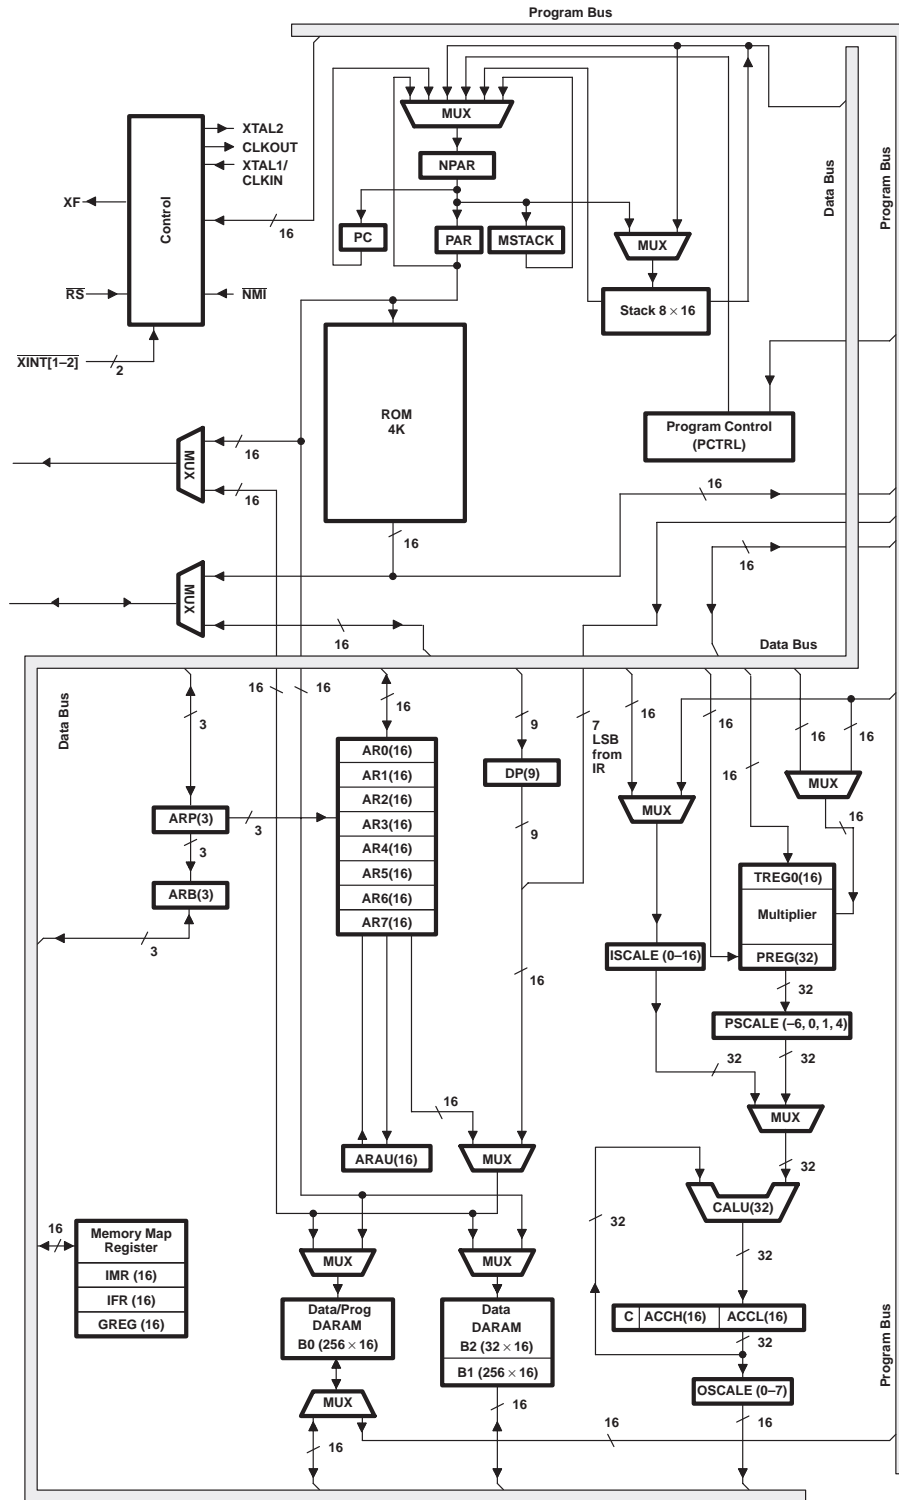 Program Bus
XTAL2
CLKOUT
XTAL1/
CLKIN
XF
Control
16
RS
NMI
XINT[1–2]
2
MUX
NPAR
PC
PAR
MSTACK
MUX
Stack 8 × 16
Data Bus
Program Bus
ROM
4K
Program Control
(PCTRL)
MUX
16
16
16
16
16
MUX
16
Data Bus
Data Bus
3
16
16
16
9
7
LSB
from
IR
16
16
16
16
16
AR0(16)
AR1(16)
AR2(16)
AR3(16)
AR4(16)
AR5(16)
AR6(16)
AR7(16)
DP(9)
MUX
MUX
16
ARP(3)
3
3
9
ARB(3)
3
TREG0(16)
Multiplier
PREG(32)
ISCALE (0–16)
16
32
PSCALE (–6, 0, 1, 4)
32
32
16
MUX
ARAU(16)
MUX
32
CALU(32)
32
32
16
Memory Map
Register
IMR (16)
IFR (16)
GREG (16)
MUX
MUX
Data/Prog
DARAM
B0 (256 × 16)
Data
DARAM
B2 (32 × 16)
B1 (256 × 16)
C
ACCH(16)
ACCL(16)
32
OSCALE (0–7)
MUX
16
16
16
16
Program Bus